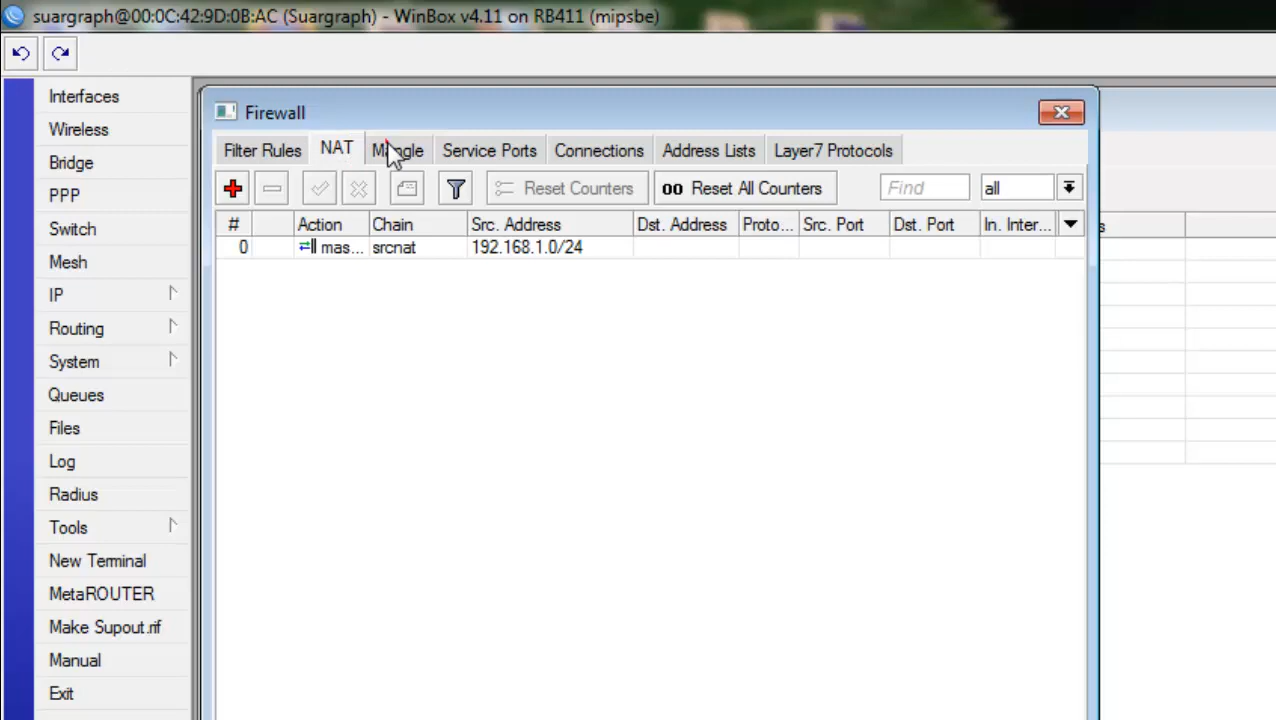 suargraph@00:0C:42:9D:0B:AC (Suargraph) - WinBox v4.11 on RB411 (mipsbe)
Interfaces
Wireless
Bridge
PPP
Switch
Mesh
IP
Routing
System
Queues
Files
Log
Radius
Tools
New Terminal
MetaROUTER
Make Supout.rif
Manual
Exit
Firewall
Filter Rules NAT Mangle Service Ports Connections Address Lists Layer7 Protocols
Reset Counters 00 Reset All Counters Find all
# Action Chain Src. Address Dst. Address Proto... Src. Port Dst. Port In. Inter...
0 mas... srcnat 192.168.1.0/24